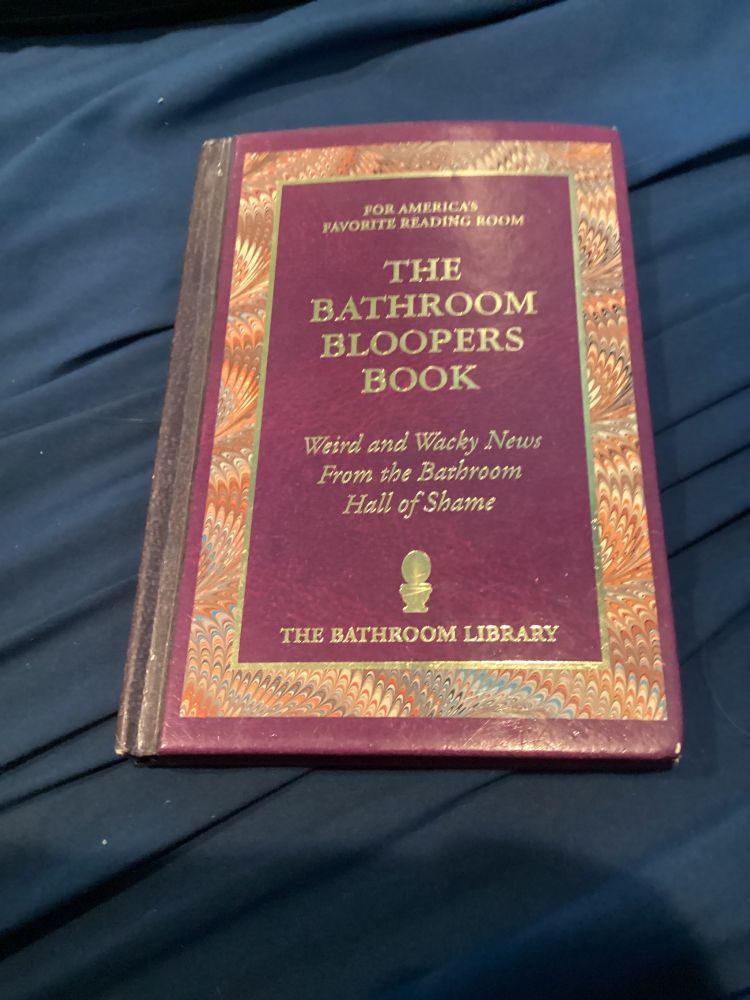 FOR AMERICA'S
FAVORITE READING ROOM
THE
BATHROOM
BLOOPERS
BOOK
Weird and Wacky News
From the Bathroom
Hall of Shame
THE BATHROOM LIBRARY